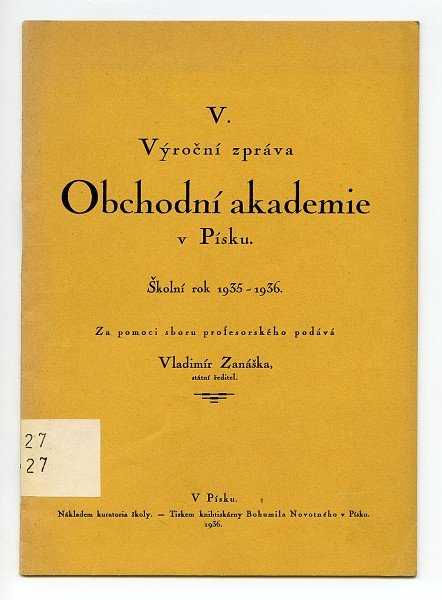 V.
Výroční zpráva
Obchodní akademie
v Písku.
Školní rok 1935-1936.
Za pomoci sboru profesorského podává
Vladimír Zanáška,
státní ředitel.
27
27
V Písku.
Nákladem kuratoria školy. — Tiskem knihtiskárny Bohumila Novotného v Písku.
1936.